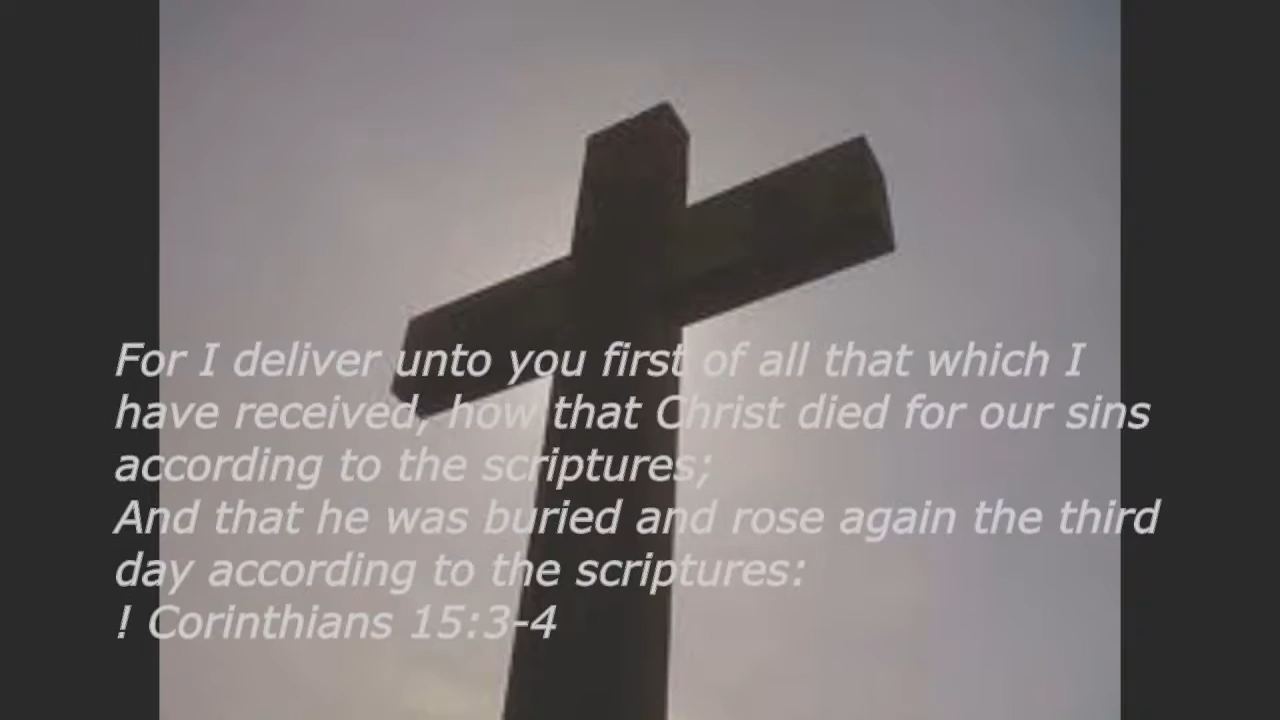 For I deliver unto you first of all that which I
have received, how that Christ died for our sins
according to the scriptures;
And that he was buried and rose again the third
day according to the scriptures:
! Corinthians 15:3-4